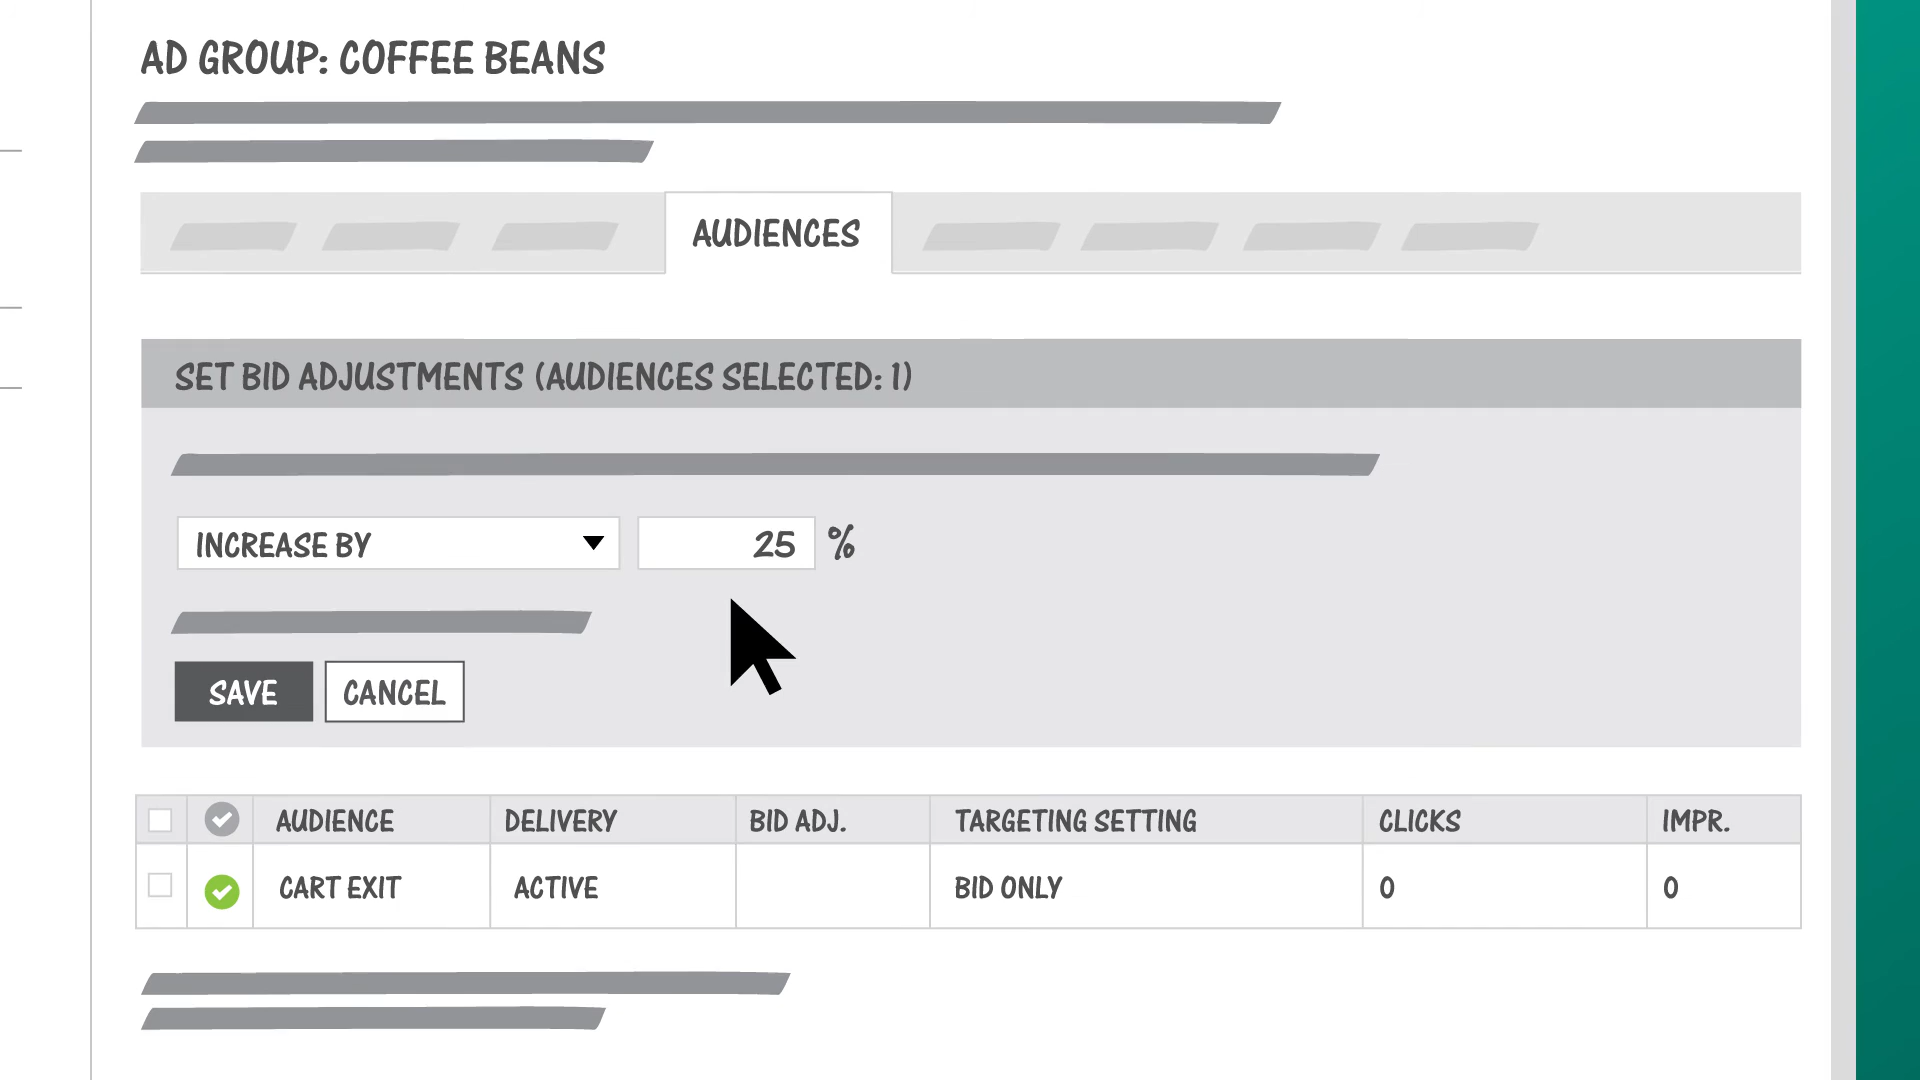 AD GROUP: COFFEE BEANS
AUDIENCES
SET BID ADJUSTMENTS (AUDIENCES SELECTED: 1)
INCREASE BY 25 %
SAVE CANCEL
AUDIENCE DELIVERY BID ADJ. TARGETING SETTING CLICKS IMPR.
CART EXIT ACTIVE BID ONLY 0 0